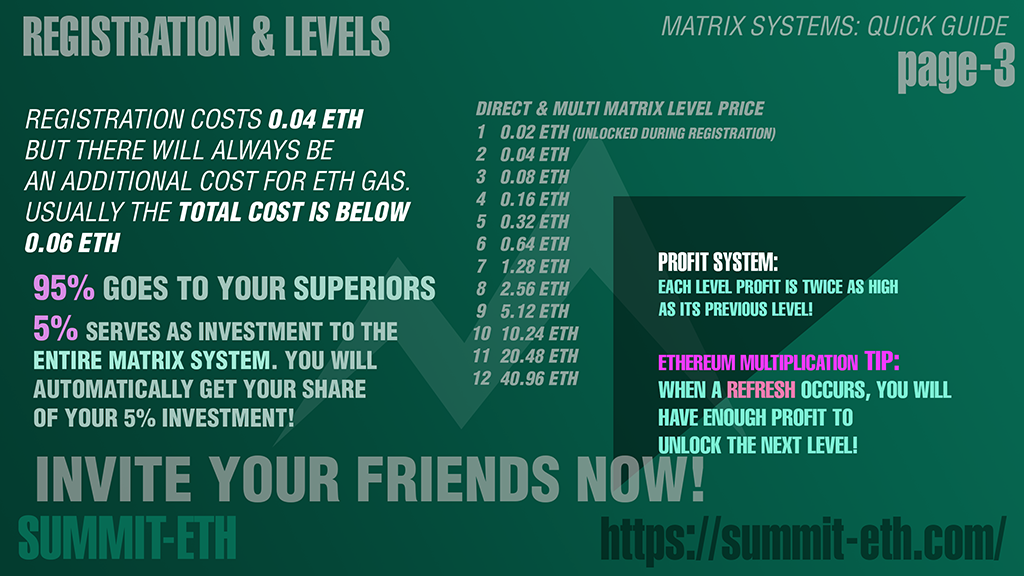 REGISTRATION & LEVELS
MATRIX SYSTEMS: QUICK GUIDE
page-3
REGISTRATION COSTS 0.04 ETH
BUT THERE WILL ALWAYS BE
AN ADDITIONAL COST FOR ETH GAS.
USUALLY THE TOTAL COST IS BELOW
0.06 ETH
95% GOES TO YOUR SUPERIORS
5% SERVES AS INVESTMENT TO THE
ENTIRE MATRIX SYSTEM. YOU WILL
AUTOMATICALLY GET YOUR SHARE
OF YOUR 5% INVESTMENT!
DIRECT & MULTI MATRIX LEVEL PRICE
1 0.02 ETH (UNLOCKED DURING REGISTRATION)
2 0.04 ETH
3 0.08 ETH
4 0.16 ETH
5 0.32 ETH
6 0.64 ETH
7 1.28 ETH
8 2.56 ETH
9 5.12 ETH
10 10.24 ETH
11 20.48 ETH
12 40.96 ETH
PROFIT SYSTEM:
EACH LEVEL PROFIT IS TWICE AS HIGH
AS ITS PREVIOUS LEVEL!
ETHEREUM MULTIPLICATION TIP:
WHEN A REFRESH OCCURS, YOU WILL
HAVE ENOUGH PROFIT TO
UNLOCK THE NEXT LEVEL!
INVITE YOUR FRIENDS NOW!
SUMMIT-ETH
https://summit-eth.com/